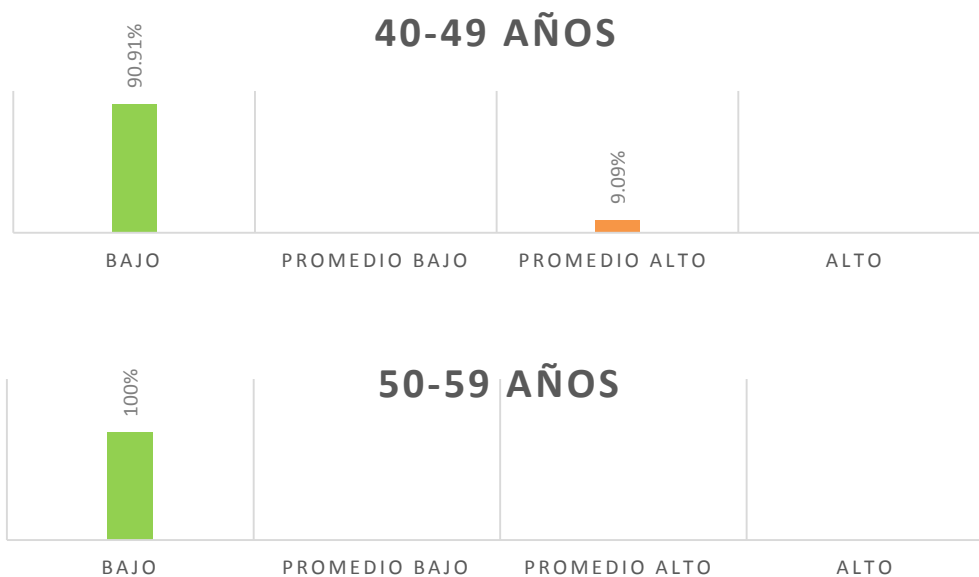 40-49 AÑOS
90.91%
9.09%
BAJO PROMEDIO BAJO PROMEDIO ALTO ALTO
50-59 AÑOS
100%
BAJO PROMEDIO BAJO PROMEDIO ALTO ALTO